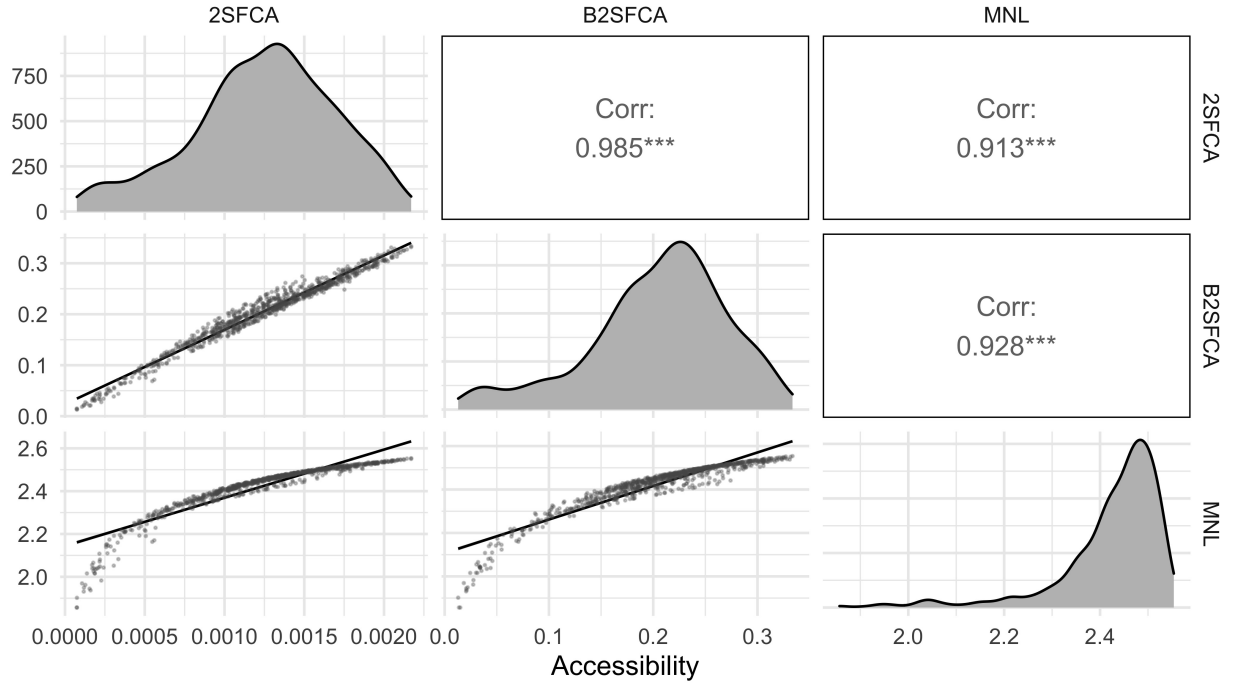 2SFCA B2SFCA MNL
750
500
250
0
Corr:
0.985***
Corr:
0.913***
2SFCA
0.3
0.2
0.1
0.0
Corr:
0.928***
B2SFCA
2.6
2.4
2.2
2.0
MNL
0.0000 0.0005 0.0010 0.0015 0.0020 0.0 0.1 0.2 0.3 2.0 2.2 2.4
Accessibility